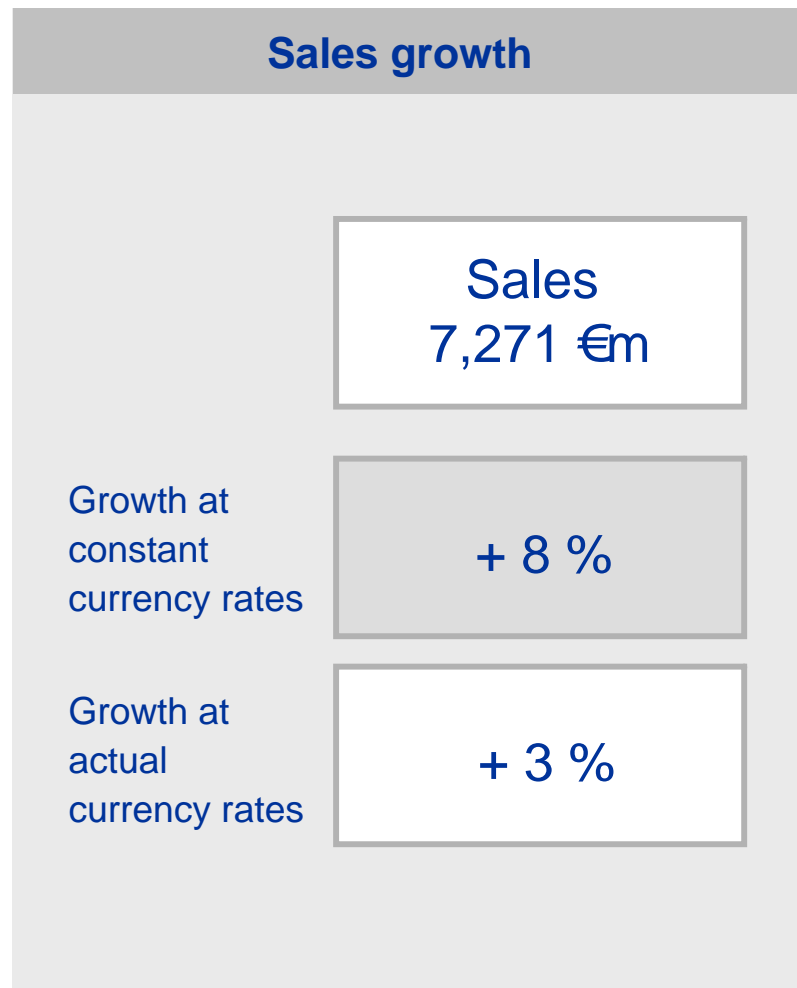 Sales growth
Sales
7,271 €m
Growth at
constant
currency rates
+ 8 %
Growth at
actual
currency rates
+ 3 %